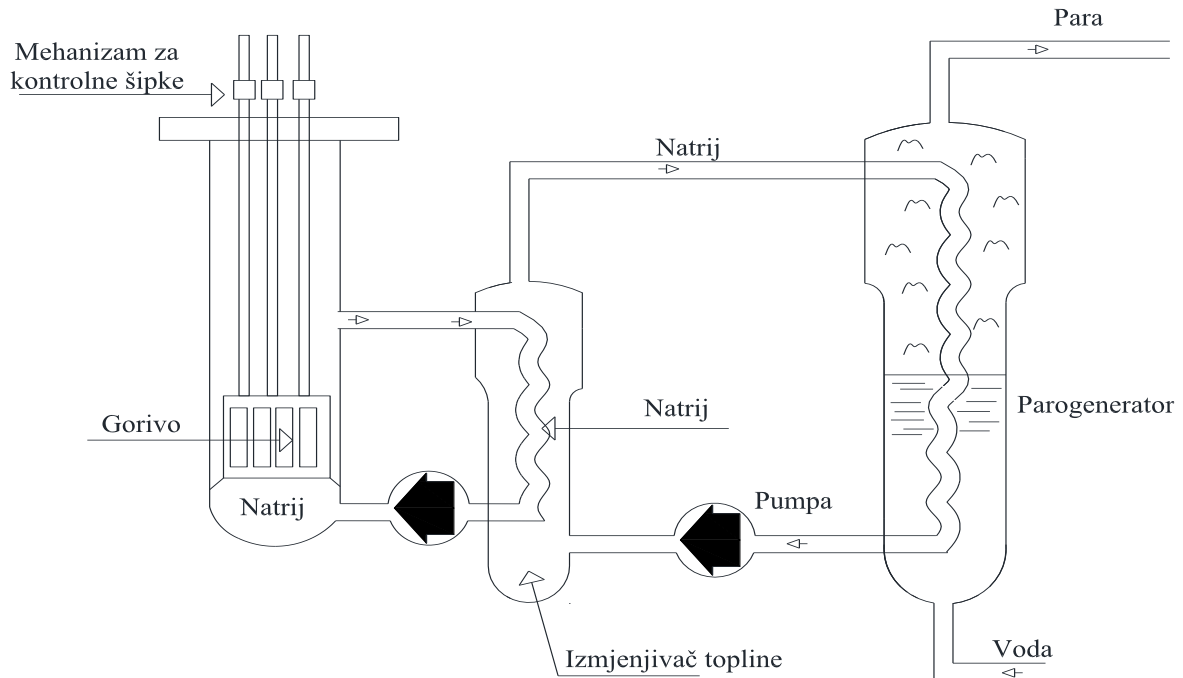 Para
Mehanizam za
kontrolne šipke
Natrij
Natrij
Parogenerator
Gorivo
Natrij
Pumpa
Voda
Izmjenjivač topline